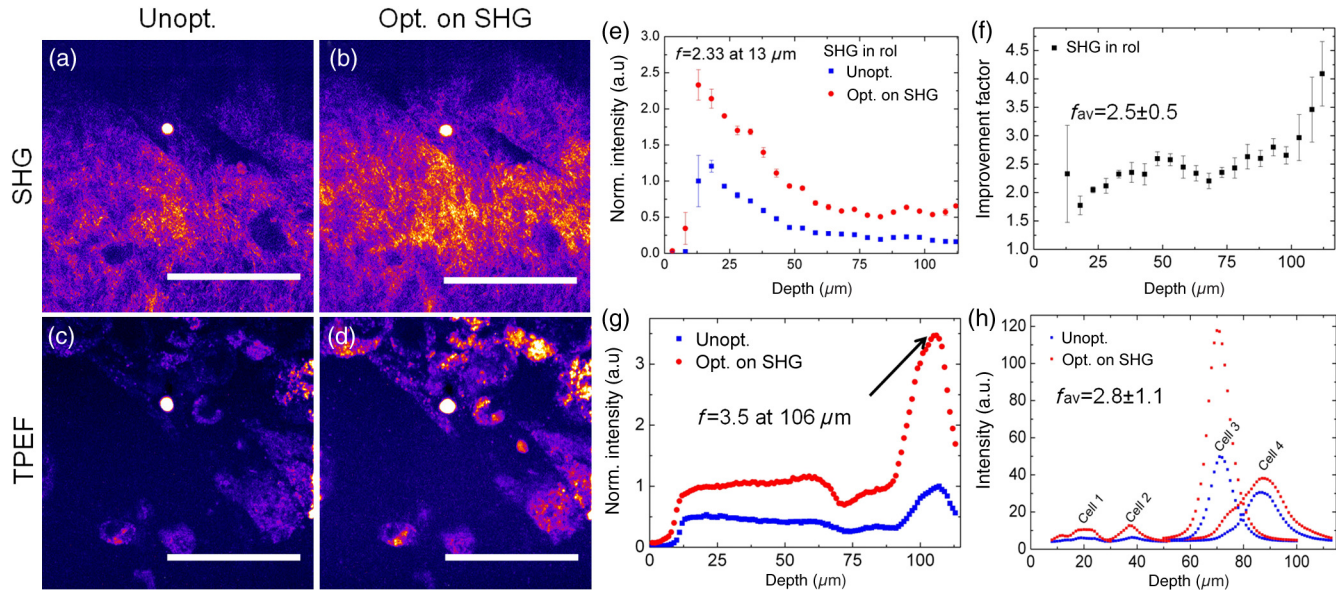 Unopt.
Opt. on SHG
SHG
TPEF
(a)
(b)
(c)
(d)
(e)
f=2.33 at 13 µm
SHG in rol
Unopt.
Opt. on SHG
Norm. intensity (a.u)
3.0
2.5
2.0
1.5
1.0
0.5
0.0
0
25
50
75
100
Depth (µm)
(f)
SHG in rol
fav=2.5±0.5
Improvement factor
4.5
4.0
3.5
3.0
2.5
2.0
1.5
1.0
0
25
50
75
100
Depth (µm)
(g)
Unopt.
Opt. on SHG
f=3.5 at 106 µm
Norm. intensity (a.u)
3
2
1
0
0
25
50
75
100
Depth (µm)
(h)
Unopt.
Opt. on SHG
fav=2.8±1.1
Cell 1
Cell 2
Cell 3
Cell 4
Intensity (a.u.)
120
100
80
60
50
40
30
20
10
0
0
20
40
60
80
100
Depth (µm)